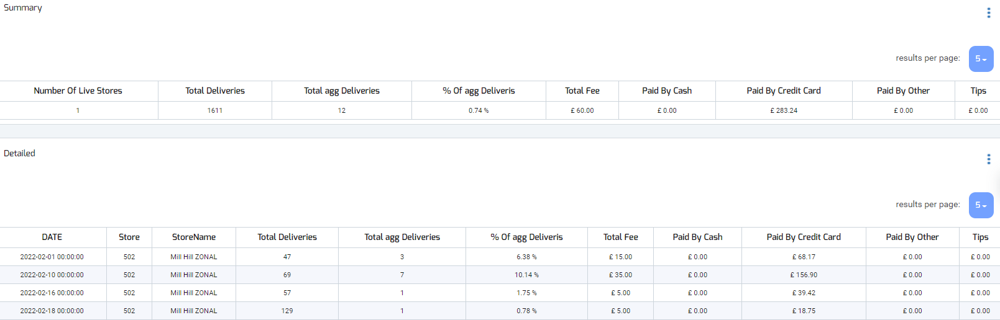 Summary
results per page: 5
Number Of Live Stores Total Deliveries Total agg Deliveries % Of agg Deliveris Total Fee Paid By Cash Paid By Credit Card Paid By Other Tips
1 1611 12 0.74 % £ 60.00 £ 0.00 £ 283.24 £ 0.00 £ 0.00
Detailed
results per page: 5
DATE Store StoreName Total Deliveries Total agg Deliveries % Of agg Deliveris Total Fee Paid By Cash Paid By Credit Card Paid By Other Tips
2022-02-01 00:00:00 502 Mill Hill ZONAL 47 3 6.38 % £ 15.00 £ 0.00 £ 68.17 £ 0.00 £ 0.00
2022-02-10 00:00:00 502 Mill Hill ZONAL 69 7 10.14 % £ 35.00 £ 0.00 £ 156.90 £ 0.00 £ 0.00
2022-02-16 00:00:00 502 Mill Hill ZONAL 57 1 1.75 % £ 5.00 £ 0.00 £ 39.42 £ 0.00 £ 0.00
2022-02-18 00:00:00 502 Mill Hill ZONAL 129 1 0.78 % £ 5.00 £ 0.00 £ 18.75 £ 0.00 £ 0.00